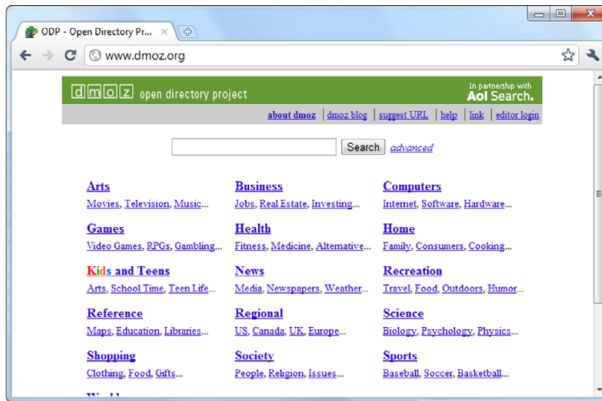 ODP - Open Directory Pr...
www.dmoz.org
dmoz open directory project
In partnership with
Aol Search.
about dmoz | dmoz blog | suggest URL | help | link | editor login
Search advanced
Arts Business Computers
Movies, Television, Music... Jobs, Real Estate, Investing... Internet, Software, Hardware...
Games Health Home
Video Games, RPGs, Gambling... Fitness, Medicine, Alternative... Family, Consumers, Cooking...
Kids and Teens News Recreation
Arts, School Time, Teen Life... Media, Newspapers, Weather... Travel, Food, Outdoors, Humor...
Reference Regional Science
Maps, Education, Libraries... US, Canada, UK, Europe... Biology, Psychology, Physics...
Shopping Society Sports
Clothing, Food, Gifts... People, Religion, Issues... Baseball, Soccer, Basketball...